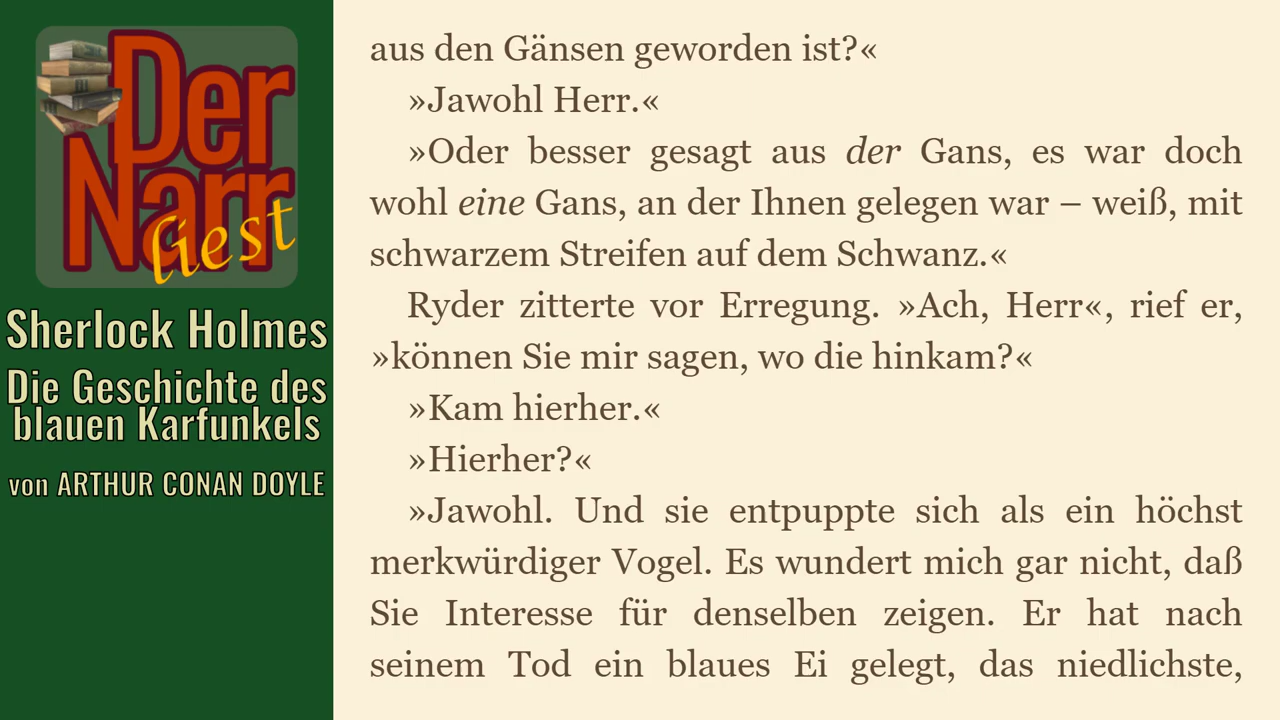 Der
Narr
liest
Sherlock Holmes
Die Geschichte des
blauen Karfunkels
von ARTHUR CONAN DOYLE
aus den Gänsen geworden ist?«
»Jawohl Herr.«
»Oder besser gesagt aus der Gans, es war doch
wohl eine Gans, an der Ihnen gelegen war – weiß, mit
schwarzem Streifen auf dem Schwanz.«
Ryder zitterte vor Erregung. »Ach, Herr«, rief er,
»können Sie mir sagen, wo die hinkam?«
»Kam hierher.«
»Hierher?«
»Jawohl. Und sie entpuppte sich als ein höchst
merkwürdiger Vogel. Es wundert mich gar nicht, daß
Sie Interesse für denselben zeigen. Er hat nach
seinem Tod ein blaues Ei gelegt, das niedlichste,